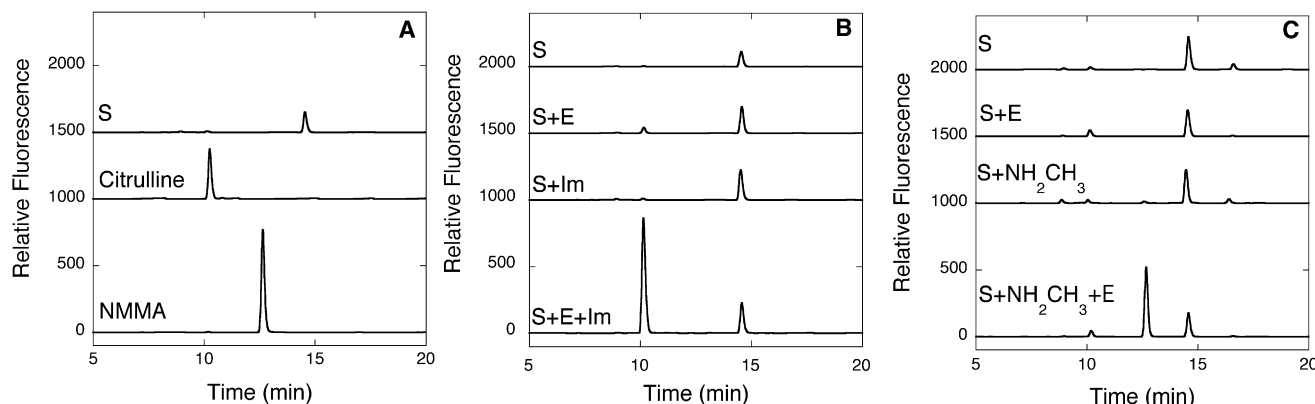 A
Relative Fluorescence
2000
1500
1000
500
0
S
Citrulline
NMMA
5 10 15 20
Time (min)
B
Relative Fluorescence
2000
1500
1000
500
0
S
S+E
S+Im
S+E+Im
5 10 15 20
Time (min)
C
Relative Fluorescence
2000
1500
1000
500
0
S
S+E
S+NH2CH3
S+NH2CH3+E
5 10 15 20
Time (min)